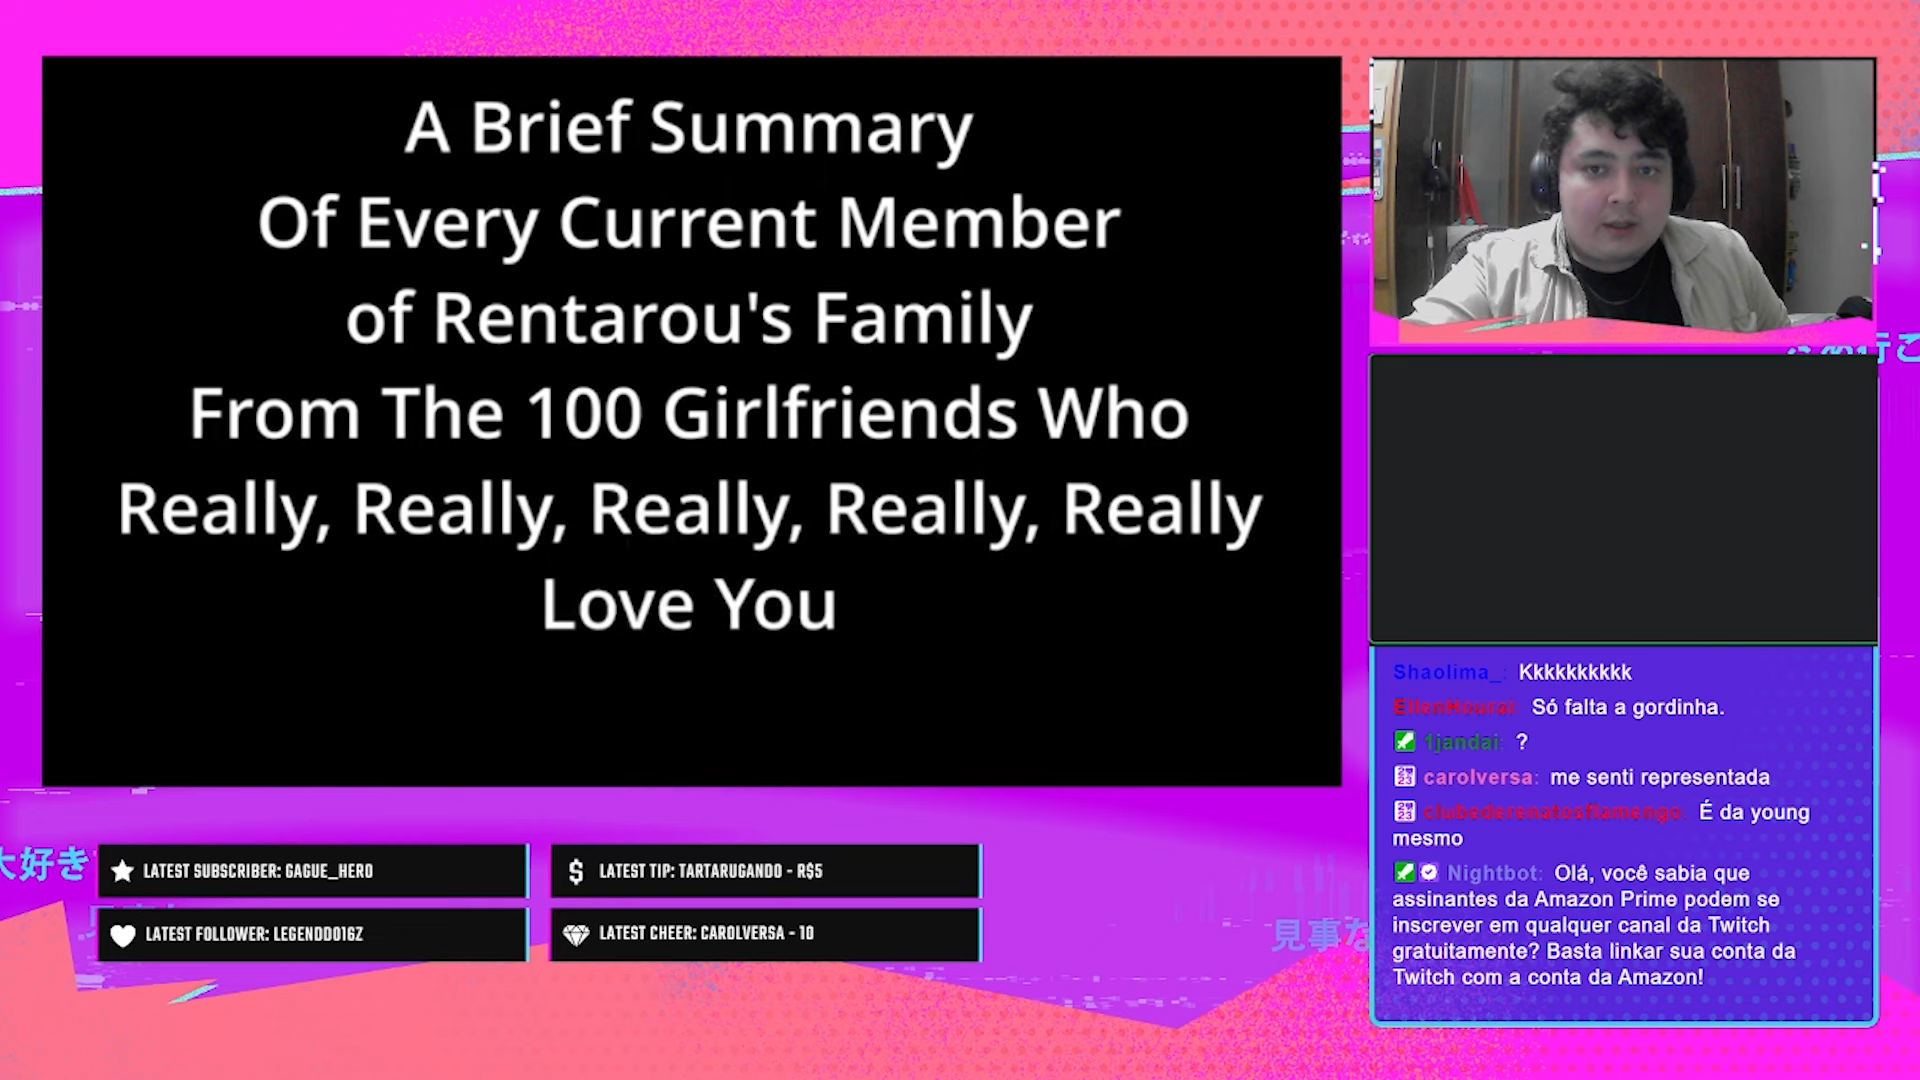 A Brief Summary
Of Every Current Member
of Rentarou's Family
From The 100 Girlfriends Who
Really, Really, Really, Really, Really
Love You
Shaolima_: Kkkkkkkkkk
EllenHourai: Só falta a gordinha.
1jandai: ?
carolversa: me senti representada
clubederenatosflamengo: É da young
mesmo
Nightbot: Olá, você sabia que
assinantes da Amazon Prime podem se
inscrever em qualquer canal da Twitch
gratuitamente? Basta linkar sua conta da
Twitch com a conta da Amazon!
大好き
LATEST SUBSCRIBER: GAGUE_HERO
LATEST TIP: TARTARUGANDO - R$5
LATEST FOLLOWER: LEGENDD016Z
LATEST CHEER: CAROLVERSA - 10
見事な